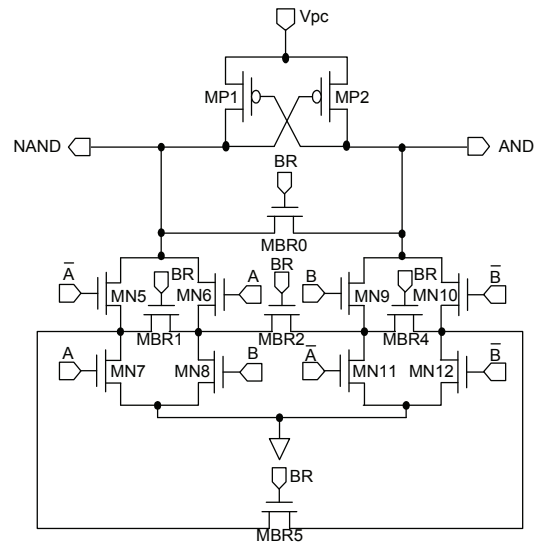 Vpc
MP1
MP2
NAND
AND
BR
MBR0
A
BR
A
BR
B
BR
B
MN5
MN6
MN9
MN10
MBR1
MBR2
MBR4
A
MN7
MN8
B
A
MN11
MN12
B
BR
MBR5